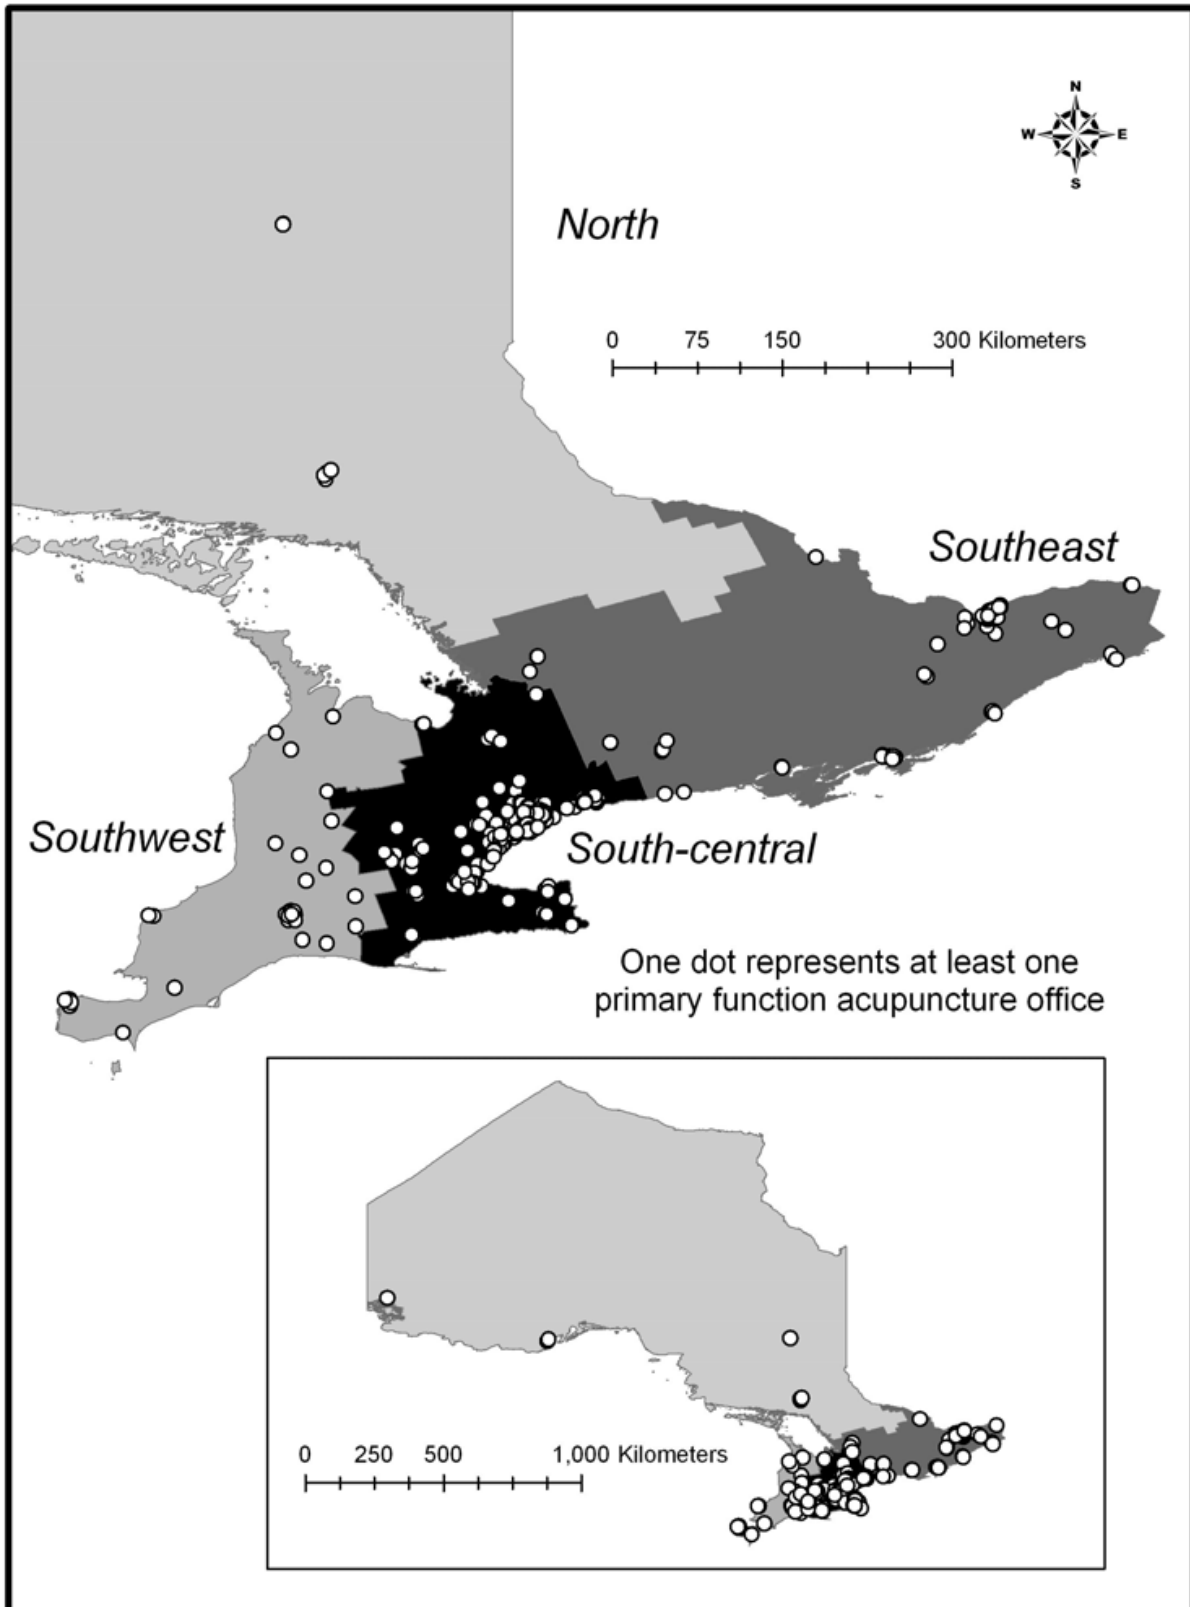 N
W E
S
North
0 75 150 300 Kilometers
Southeast
Southwest
South-central
One dot represents at least one
primary function acupuncture office
0 250 500 1,000 Kilometers